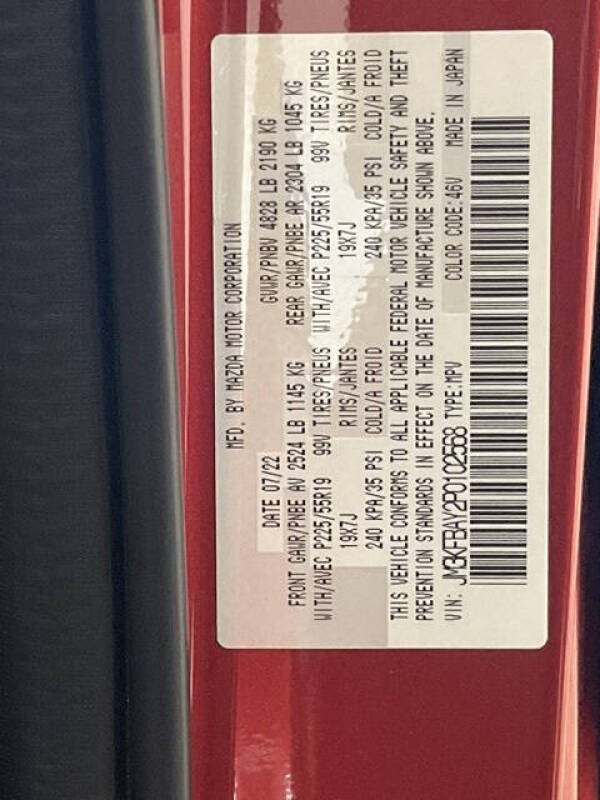 MFD. BY MAZDA MOTOR CORPORATION
DATE 07/22 GVWR/PNBV 4828 LB 2190 KG
FRONT GAWR/PNBE AV 2524 LB 1145 KG REAR GAWR/PNBE AR 2304 LB 1045 KG
WITH/AVEC P225/55R19 99V TIRES/PNEUS WITH/AVEC P225/55R19 99V TIRES/PNEUS
19X7J RIMS/JANTES 19X7J RIMS/JANTES
240 KPA/35 PSI COLD/A FROID 240 KPA/35 PSI COLD/A FROID
THIS VEHICLE CONFORMS TO ALL APPLICABLE FEDERAL MOTOR VEHICLE SAFETY AND THEFT
PREVENTION STANDARDS IN EFFECT ON THE DATE OF MANUFACTURE SHOWN ABOVE.
VIN: JM3KFBAY2P0102568 TYPE:MPV COLOR CODE:46V MADE IN JAPAN